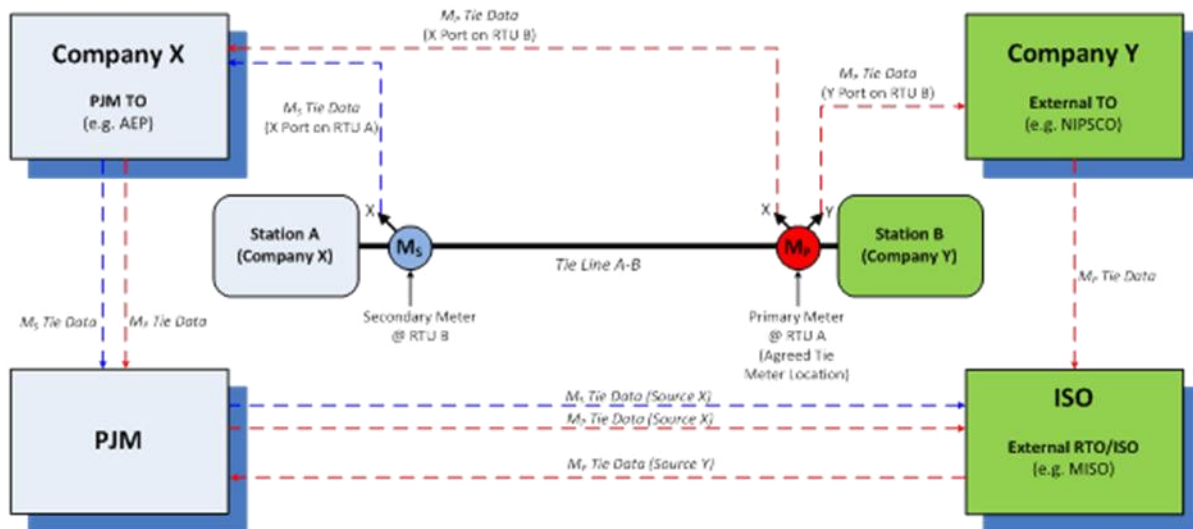 Company X
PJM TO
(e.g. AEP)
Mₚ Tie Data
(X Port on RTU B)
Mₛ Tie Data
(X Port on RTU A)
Mₚ Tie Data
(Y Port on RTU B)
Company Y
External TO
(e.g. NIPSCO)
Station A
(Company X)
X
Mₛ
Tie Line A-B
X
Y
Mₚ
Station B
(Company Y)
Secondary Meter
@ RTU B
Primary Meter
@ RTU A
(Agreed Tie
Meter Location)
Mₛ Tie Data
Mₚ Tie Data
Mₚ Tie Data
PJM
Mₛ Tie Data (Source X)
Mₚ Tie Data (Source X)
Mₚ Tie Data (Source Y)
ISO
External RTO/ISO
(e.g. MISO)